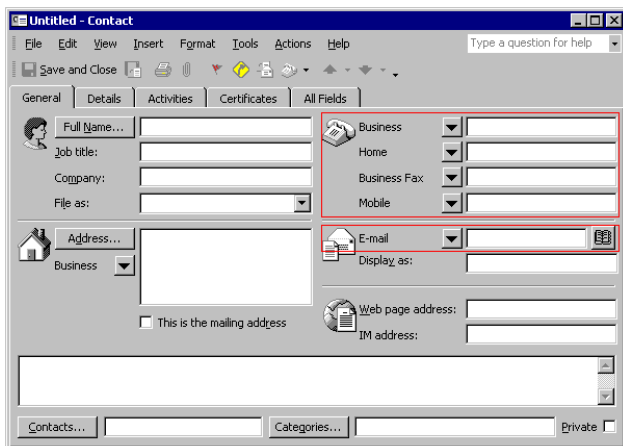 Untitled - Contact
File Edit View Insert Format Tools Actions Help Type a question for help
Save and Close
General Details Activities Certificates All Fields
Full Name... Business
Job title: Home
Company: Business Fax
File as: Mobile
Address... E-mail
Business Display as:
This is the mailing address
Web page address:
IM address:
Contacts... Categories... Private